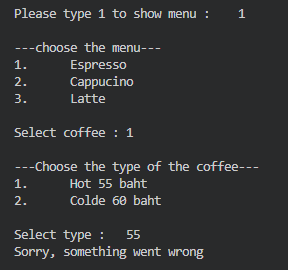 Please type 1 to show menu :    1
---choose the menu---
1.      Espresso
2.      Cappucino
3.      Latte
Select coffee : 1
---Choose the type of the coffee---
1.      Hot 55 baht
2.      Colde 60 baht
Select type :   55
Sorry, something went wrong